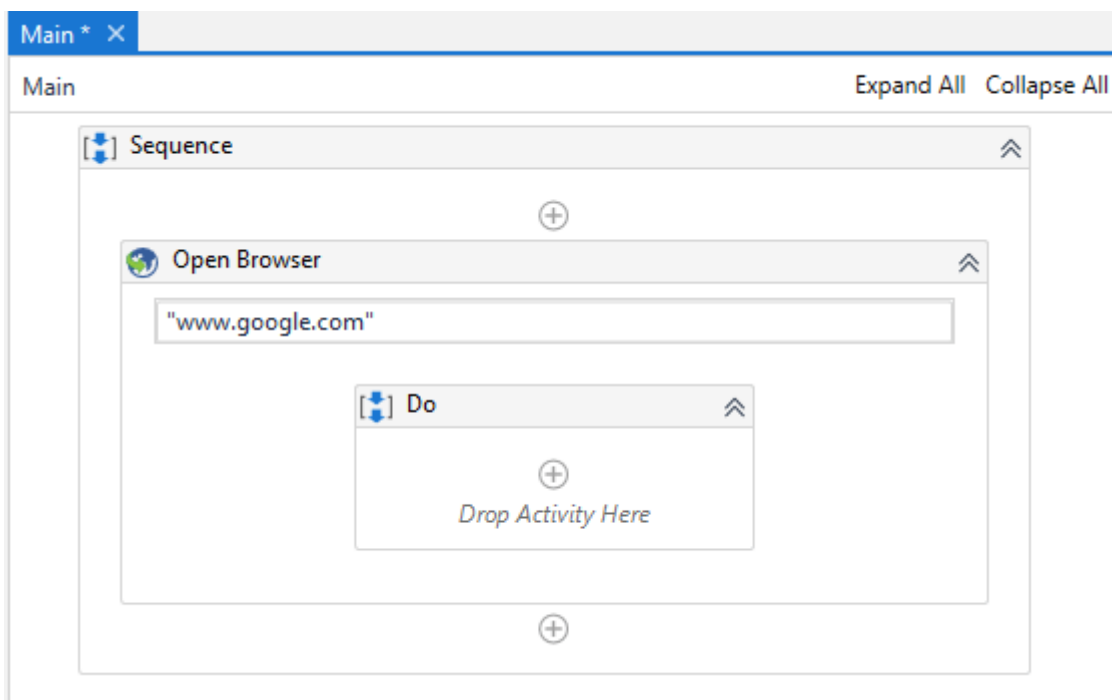 Main *
Main Expand All Collapse All
Sequence
Open Browser
"www.google.com"
Do
Drop Activity Here